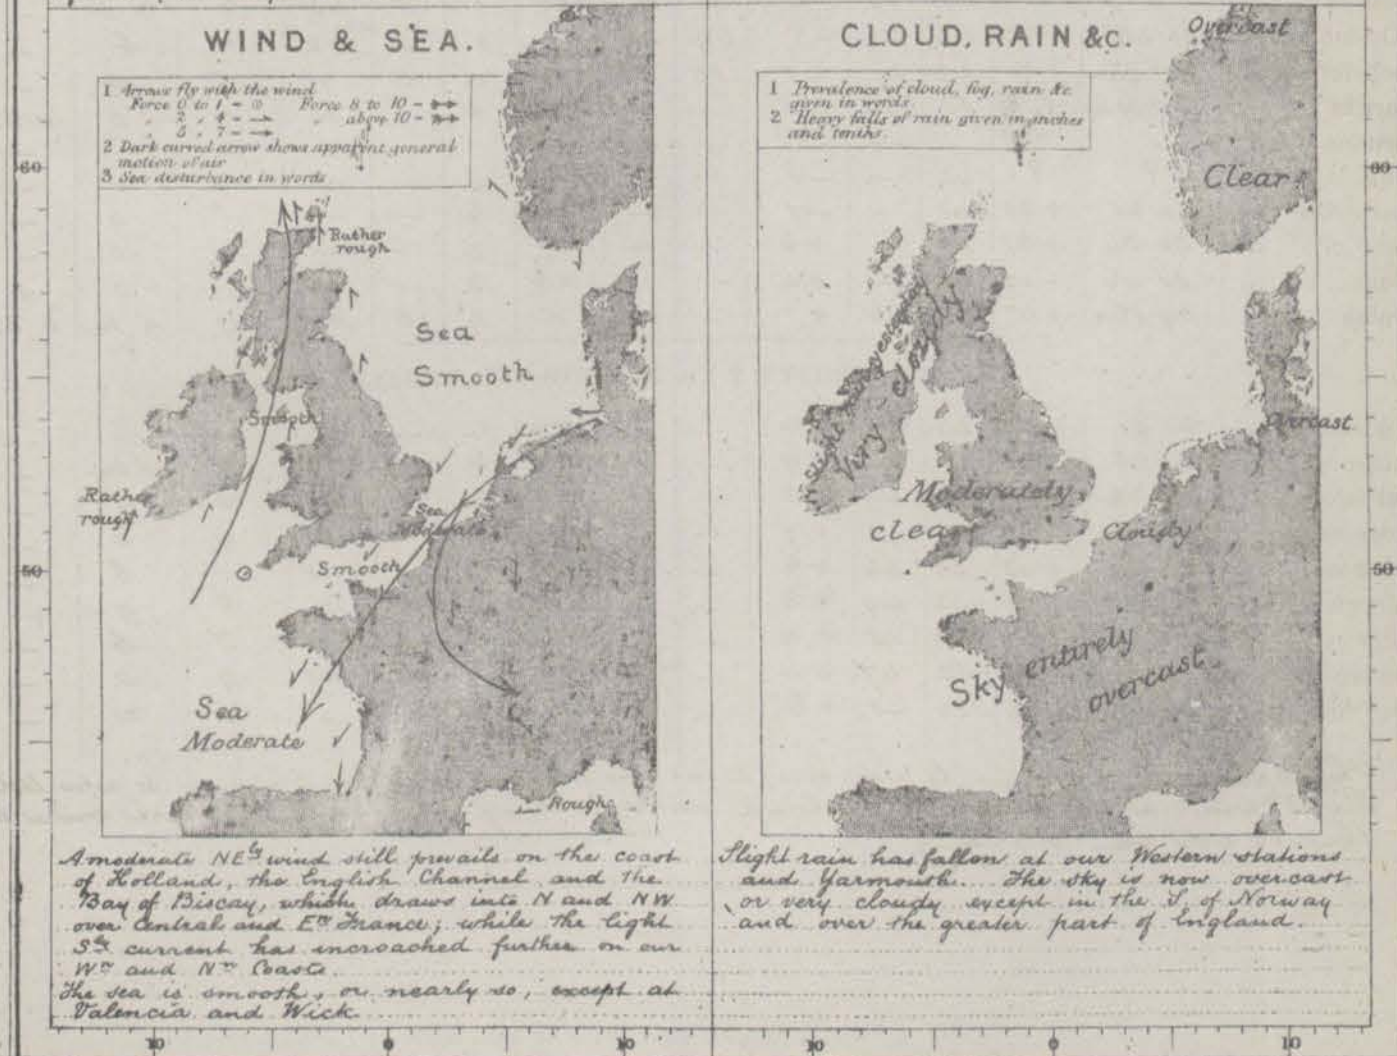 WIND & SEA.
1 Arrows fly with the wind
Force 0 to 1 - ⊙ Force 8 to 10 -
" 2 " 4 - " above 10 -
" 5 " 7 -
2 Dark curved arrow shows apparent general
motion of air
3 Sea disturbance in words
60
Rather
rough
Sea
Smooth
Smooth
Rather
rough
Sea
Moderate
Smooth
50
Sea
Moderate
Rough
A moderate NEly wind still prevails on the coast
of Holland, the English Channel and the
Bay of Biscay, which draws into N and NW
over Central and Ern France; while the light
Sly current has incroached further on our
Wn and Nn Coasts.
The sea is smooth, or nearly so, except at
Valencia and Wick.
10 0 10
CLOUD, RAIN &c.
Overcast
1 Prevalence of cloud, fog, rain &c
given in words
2 Heavy falls of rain given in inches
and tenths.
60
Clear
Slight rain yesterday
Very cloudy
Overcast
Moderately
clear
Cloudy
50
Sky entirely
overcast
Slight rain has fallen at our Western stations
and Yarmouth. The sky is now overcast
or very cloudy except in the S. of Norway
and over the greater part of England.
10 0 10